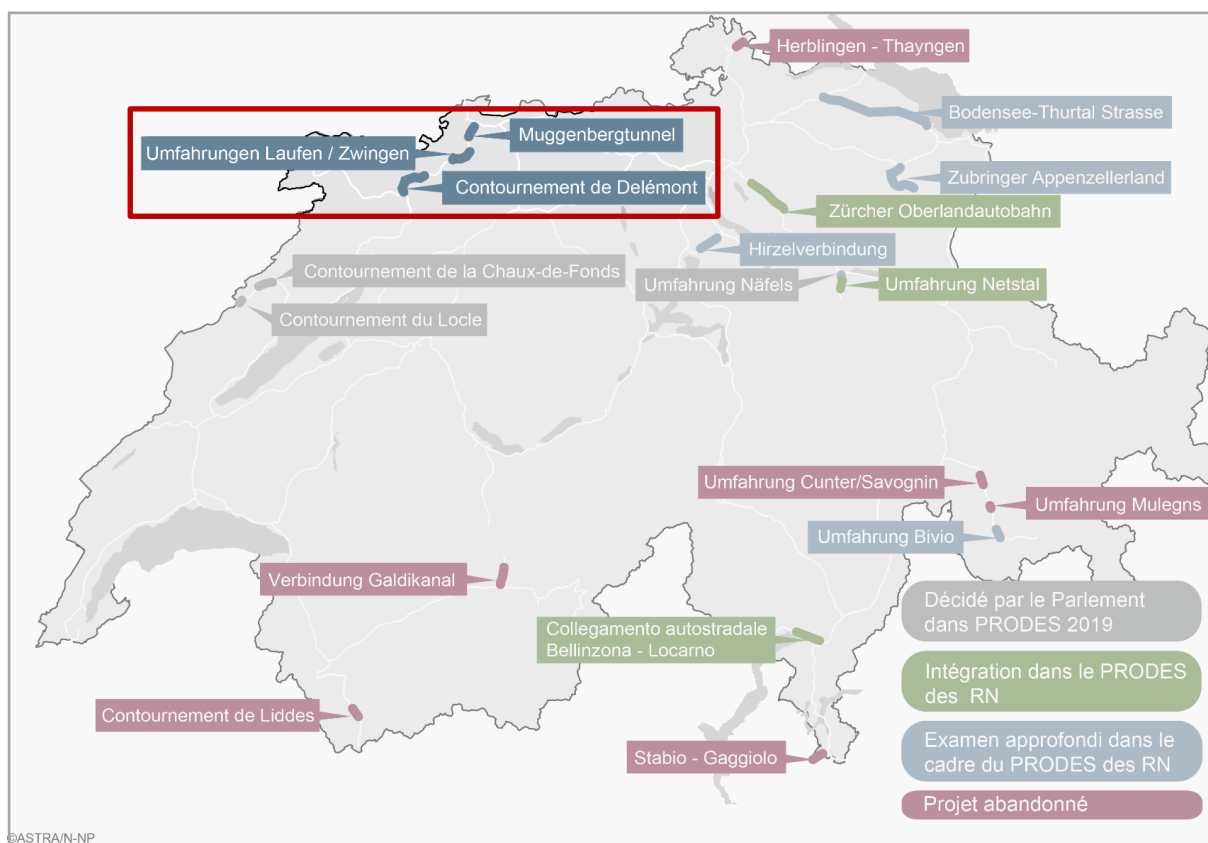 Herblingen - Thayngen
Bodensee-Thurtal Strasse
Muggenbergtunnel
Umfahrungen Laufen / Zwingen
Contournement de Delémont
Zubringer Appenzellerland
Zürcher Oberlandautobahn
Hirzelverbindung
Contournement de la Chaux-de-Fonds
Umfahrung Näfels
Umfahrung Netstal
Contournement du Locle
Umfahrung Cunter/Savognin
Umfahrung Mulegns
Umfahrung Bivio
Verbindung Galdikanal
Collegamento autostradale
Bellinzona - Locarno
Contournement de Liddes
Stabio - Gaggiolo
Décidé par le Parlement
dans PRODES 2019
Intégration dans le PRODES
des RN
Examen approfondi dans le
cadre du PRODES des RN
Projet abandonné
©ASTRA/N-NP